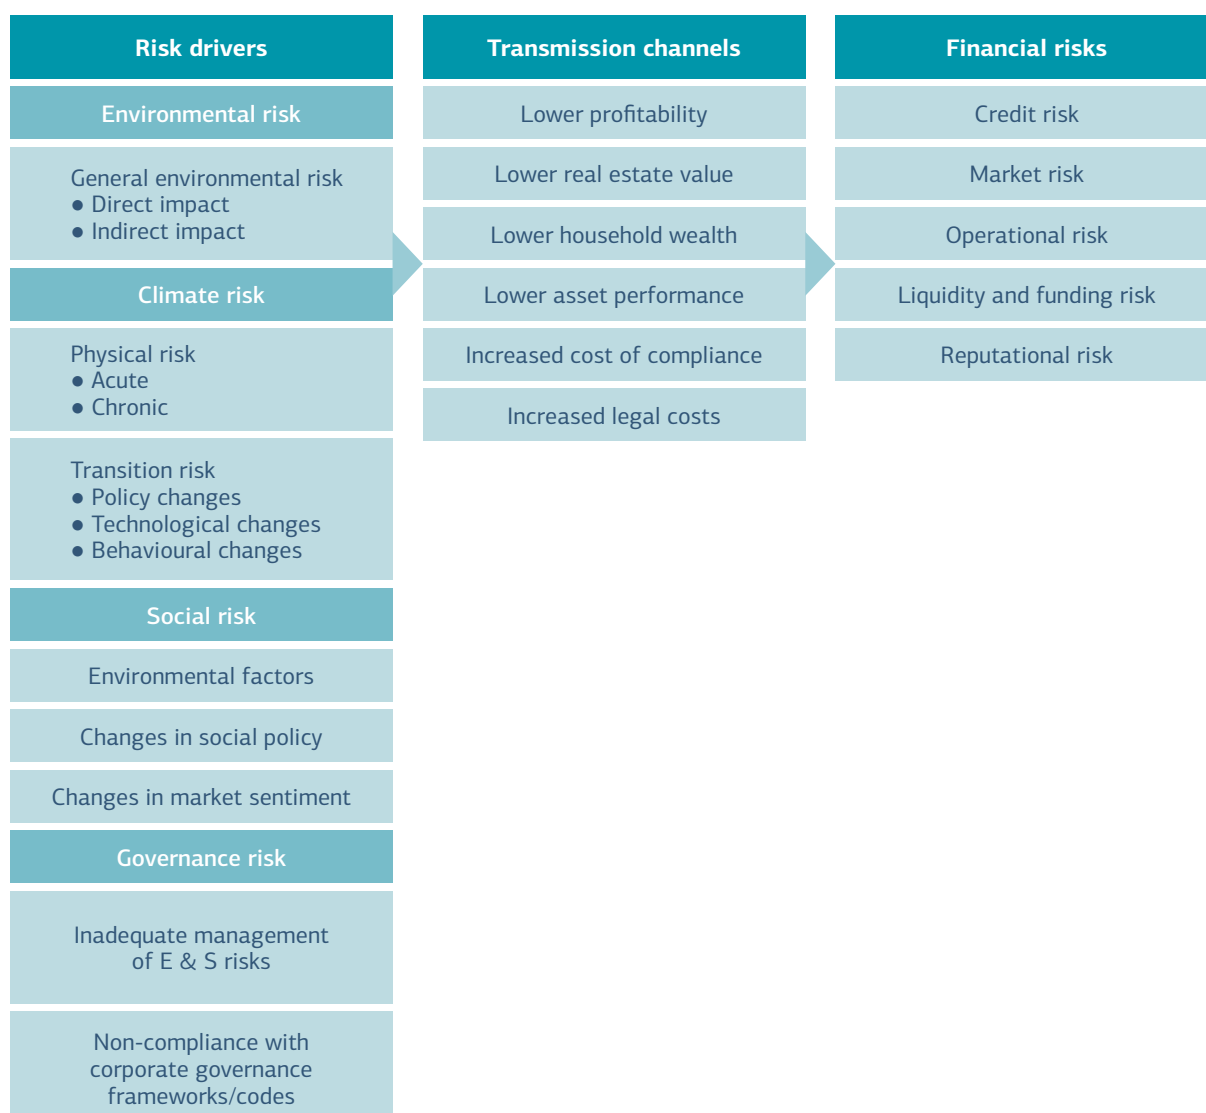 Risk drivers
Environmental risk
General environmental risk
● Direct impact
● Indirect impact
Climate risk
Physical risk
● Acute
● Chronic
Transition risk
● Policy changes
● Technological changes
● Behavioural changes
Social risk
Environmental factors
Changes in social policy
Changes in market sentiment
Governance risk
Inadequate management
of E & S risks
Non-compliance with
corporate governance
frameworks/codes
Transmission channels
Lower profitability
Lower real estate value
Lower household wealth
Lower asset performance
Increased cost of compliance
Increased legal costs
Financial risks
Credit risk
Market risk
Operational risk
Liquidity and funding risk
Reputational risk